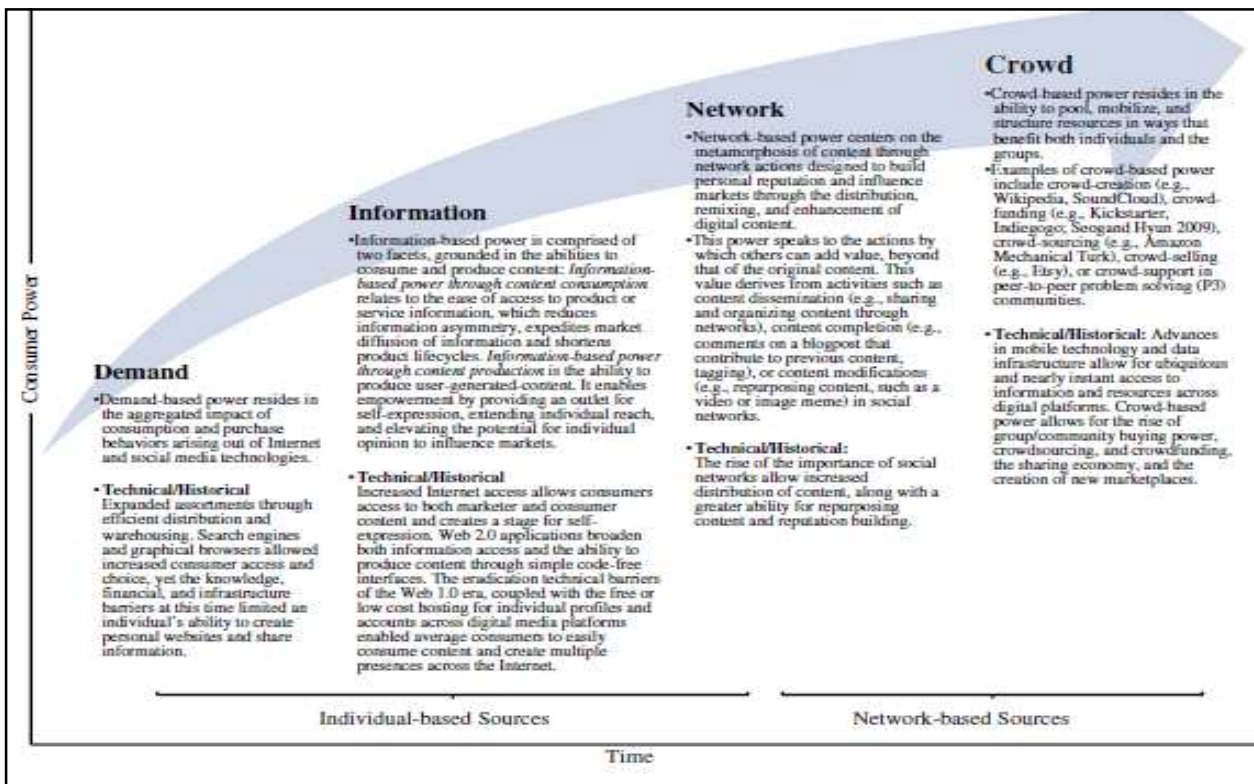 Consumer Power
Demand
•Demand-based power resides in
the aggregated impact of
consumption and purchase
behaviors arising out of Internet
and social media technologies.
• Technical/Historical
Expanded assortments through
efficient distribution and
warehousing. Search engines
and graphical browsers allowed
increased consumer access and
choice, yet the knowledge,
financial, and infrastructure
barriers at this time limited an
individual's ability to create
personal websites and share
information.
Information
•Information-based power is comprised of
two facets, grounded in the abilities to
consume and produce content: Information-
based power through content consumption
relates to the ease of access to product or
service information, which reduces
information asymmetry, expedites market
diffusion of information and shortens
product lifecycles. Information-based power
through content production is the ability to
produce user-generated-content. It enables
empowerment by providing an outlet for
self-expression, extending individual reach,
and elevating the potential for individual
opinion to influence markets.
• Technical/Historical
Increased Internet access allows consumers
access to both marketer and consumer
content and creates a stage for self-
expression. Web 2.0 applications broaden
both information access and the ability to
produce content through simple code-free
interfaces. The eradication technical barriers
of the Web 1.0 era, coupled with the free or
low cost hosting for individual profiles and
accounts across digital media platforms
enabled average consumers to easily
consume content and create multiple
presences across the Internet.
Network
•Network-based power centers on the
metamorphosis of content through
network actions designed to build
personal reputation and influence
markets through the distribution,
remixing, and enhancement of
digital content.
•This power speaks to the actions by
which others can add value, beyond
that of the original content. This
value derives from activities such as
content dissemination (e.g., sharing
and organizing content through
networks), content completion (e.g.,
comments on a blogpost that
contribute to previous content,
tagging), or content modifications
(e.g., repurposing content, such as a
video or image meme) in social
networks.
• Technical/Historical:
The rise of the importance of social
networks allow increased
distribution of content, along with a
greater ability for repurposing
content and reputation building.
Crowd
•Crowd-based power resides in the
ability to pool, mobilize, and
structure resources in ways that
benefit both individuals and the
groups.
•Examples of crowd-based power
include crowd-creation (e.g.,
Wikipedia, SoundCloud), crowd-
funding (e.g., Kickstarter,
Indiegogo; Seogand Hyun 2009),
crowd-sourcing (e.g., Amazon
Mechanical Turk), crowd-selling
(e.g., Etsy), or crowd-support in
peer-to-peer problem solving (P3)
communities.
• Technical/Historical: Advances
in mobile technology and data
infrastructure allow for ubiquitous
and nearly instant access to
information and resources across
digital platforms. Crowd-based
power allows for the rise of
group/community buying power,
crowdsourcing, and crowdfunding,
the sharing economy, and the
creation of new marketplaces.
Individual-based Sources
Network-based Sources
Time